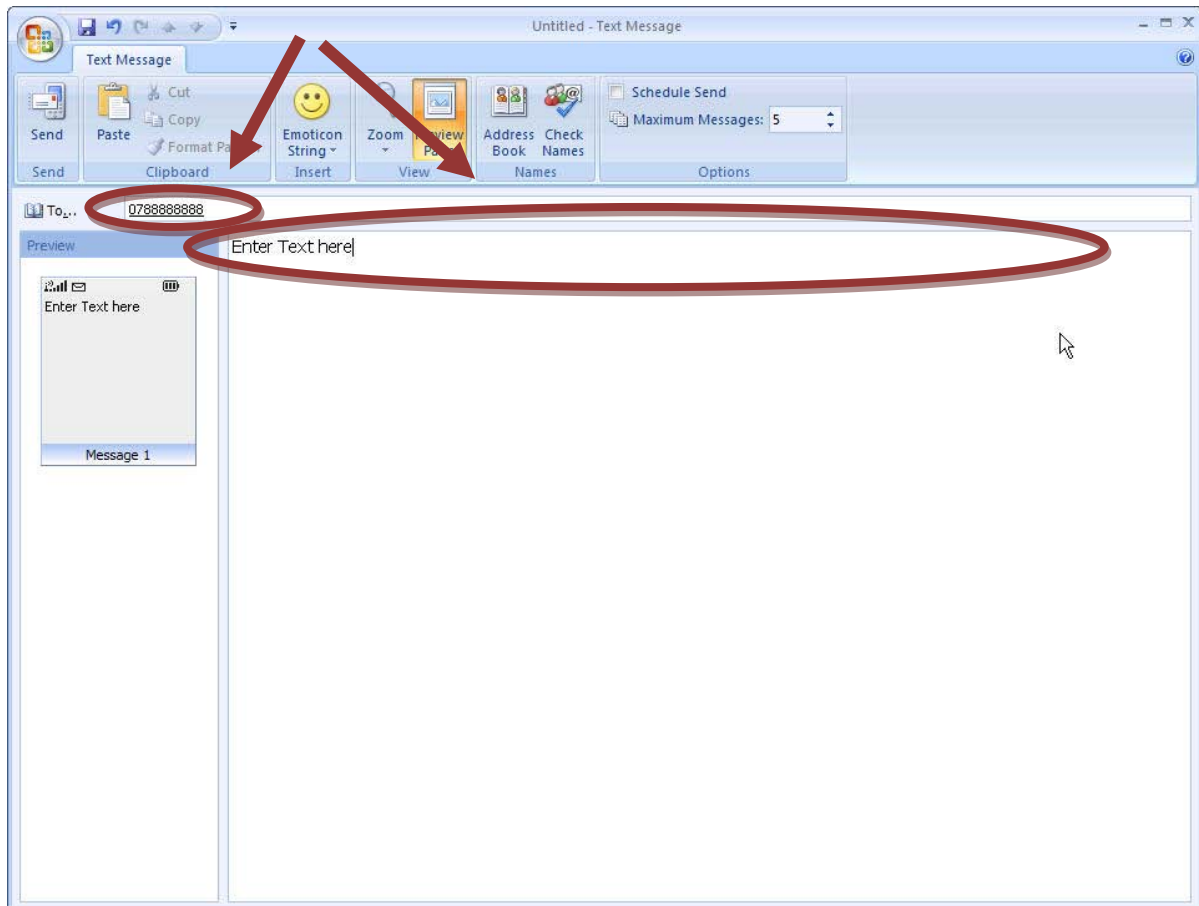 Untitled - Text Message
Text Message
Send
Paste
Cut
Copy
Format
Emoticon String
Zoom
Address Book
Check Names
Schedule Send
Maximum Messages: 5
Send
Clipboard
Insert
View
Names
Options
To...
0788888888
Preview
Enter Text here
Enter Text here
Message 1